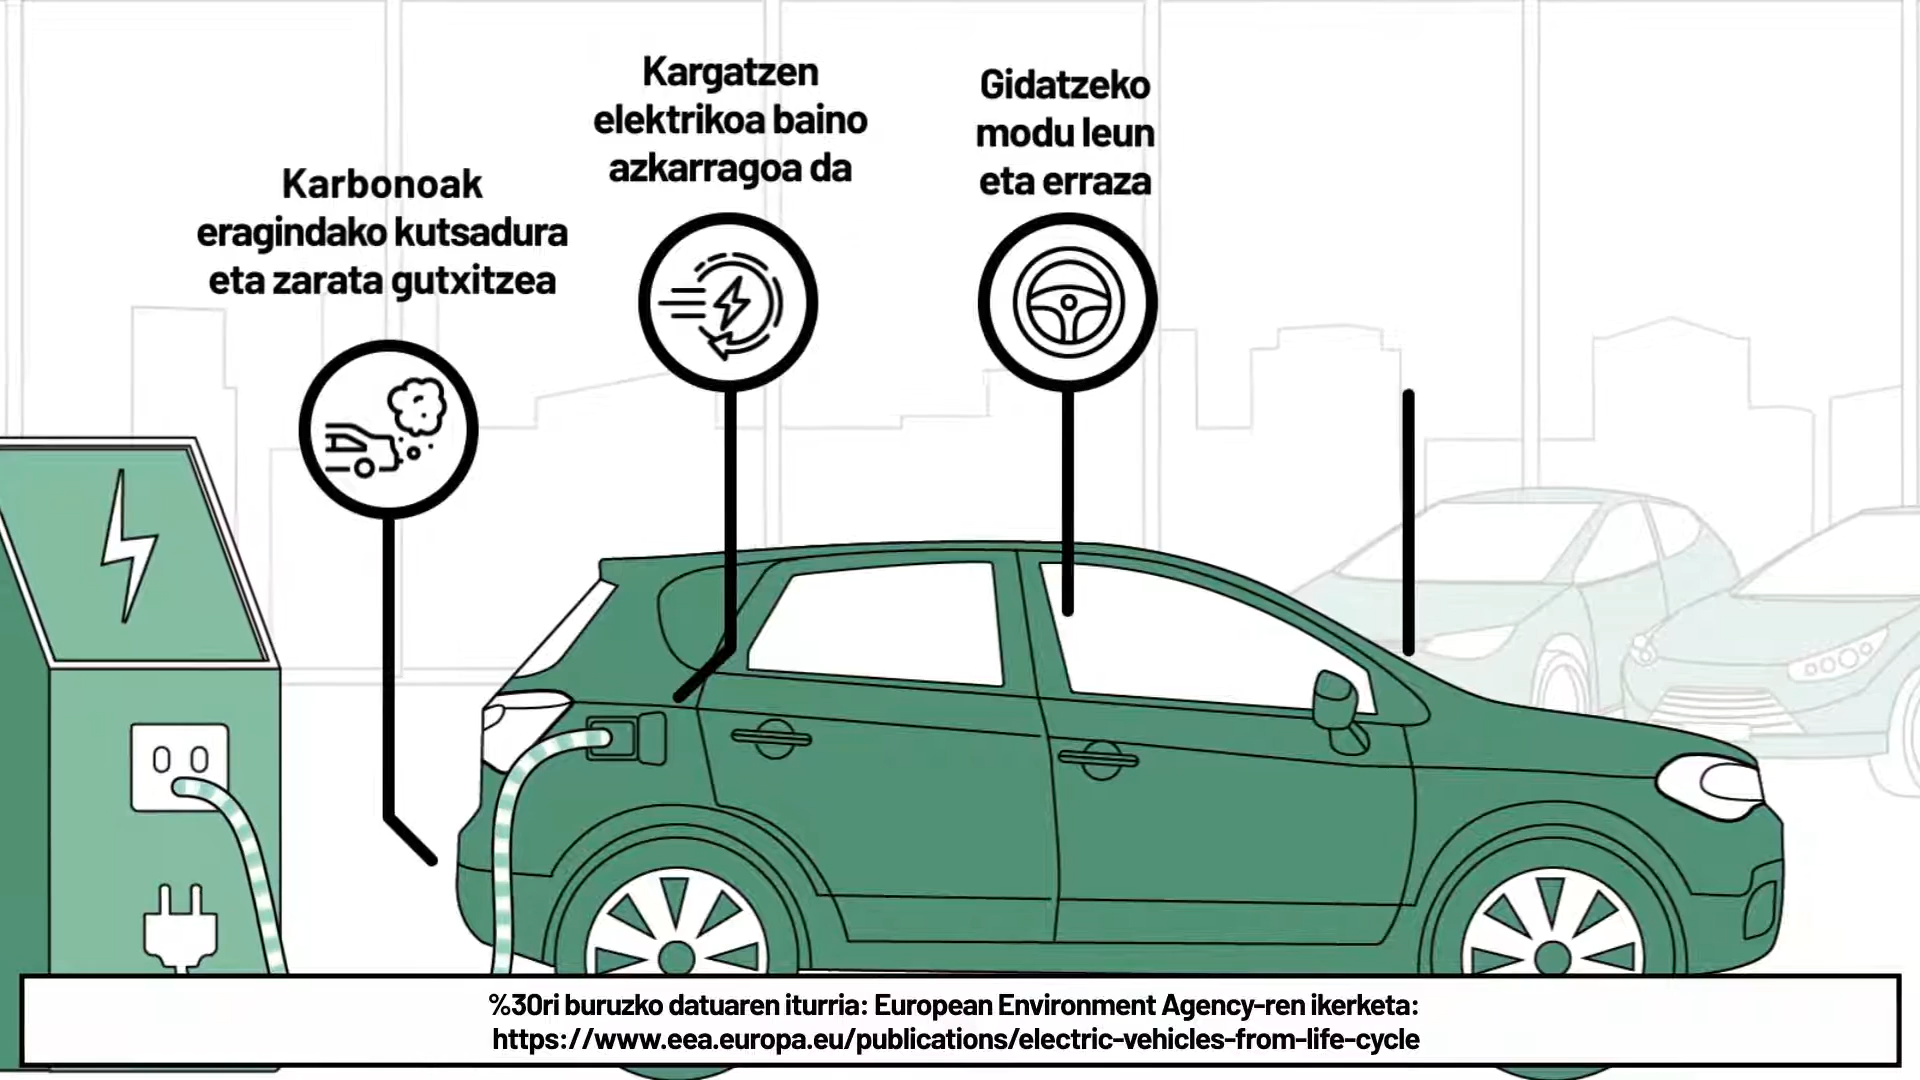 Karbonoak
eragindako kutsadura
eta zarata gutxitzea
Kargatzen
elektrikoa baino
azkarragoa da
Gidatzeko
modu leun
eta erraza
%30ri buruzko datuaren iturria: European Environment Agency-ren ikerketa:
https://www.eea.europa.eu/publications/electric-vehicles-from-life-cycle